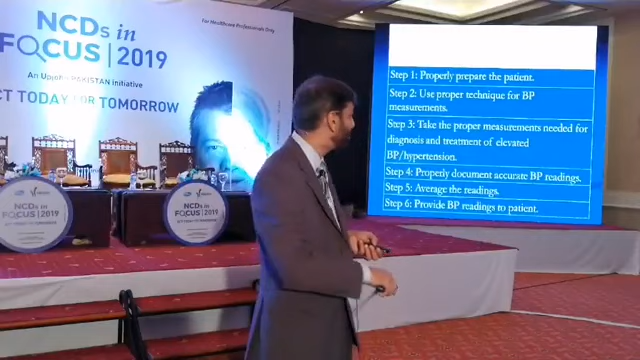 For Healthcare Professionals Only
NCDs in
FOCUS | 2019
An Upjohn PAKISTAN Initiative
ACT TODAY FOR TOMORROW
NCDs in
FOCUS | 2019
NCDs in
FOCUS | 2019
Step 1: Properly prepare the patient.
Step 2: Use proper technique for BP
measurements.
Step 3: Take the proper measurements needed for
diagnosis and treatment of elevated
BP/hypertension.
Step 4: Properly document accurate BP readings.
Step 5: Average the readings.
Step 6: Provide BP readings to patient.